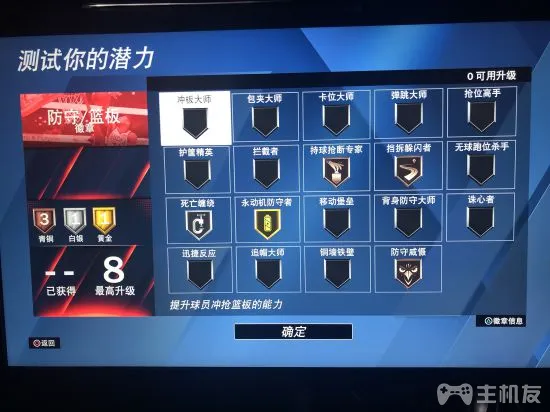 测试你的潜力
0 可用升级
防守/篮板
徽章
冲板大师
包夹大师
卡位大师
弹跳大师
抢位高手
护筐精英
拦截者
持球抢断专家
挡拆躲闪者
无球跑位杀手
死亡缠绕
永动机防守者
移动堡垒
背身防守大师
诛心者
迅捷反应
追帽大师
铜墙铁壁
防守威慑
3
1
1
青铜
白银
黄金
--
8
已获得
最高升级
提升球员冲抢篮板的能力
确定
返回
徽章信息
主机友